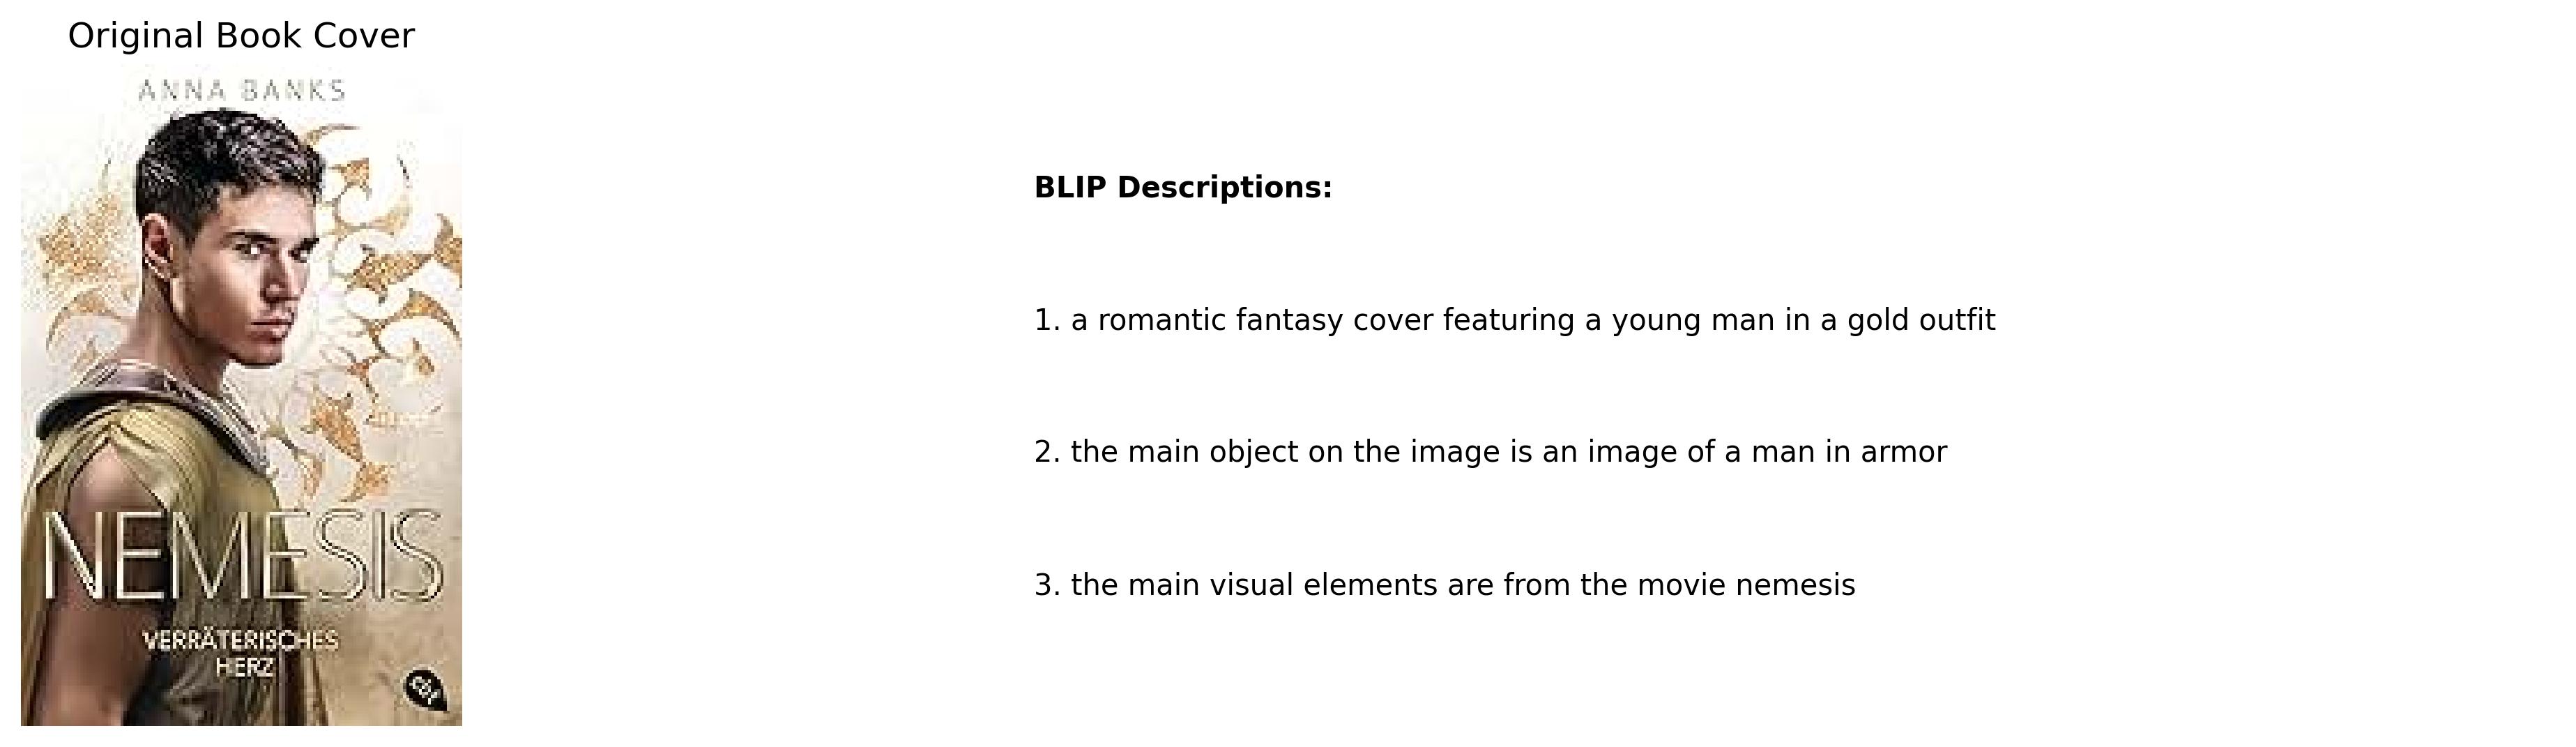 Original Book Cover
ANNA BANKS
NEMESIS
VERRÄTERISCHES
HERZ
BLIP Descriptions:
1. a romantic fantasy cover featuring a young man in a gold outfit
2. the main object on the image is an image of a man in armor
3. the main visual elements are from the movie nemesis